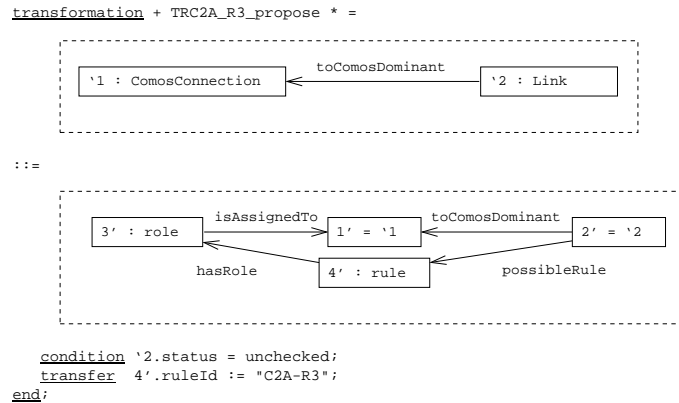 transformation + TRC2A_R3_propose * =
‘1 : ComosConnection
toComosDominant
‘2 : Link
::=
3’ : role
isAssignedTo
1’ = ‘1
toComosDominant
2’ = ‘2
hasRole
4’ : rule
possibleRule
condition ‘2.status = unchecked;
transfer 4’.ruleId := "C2A-R3";
end;